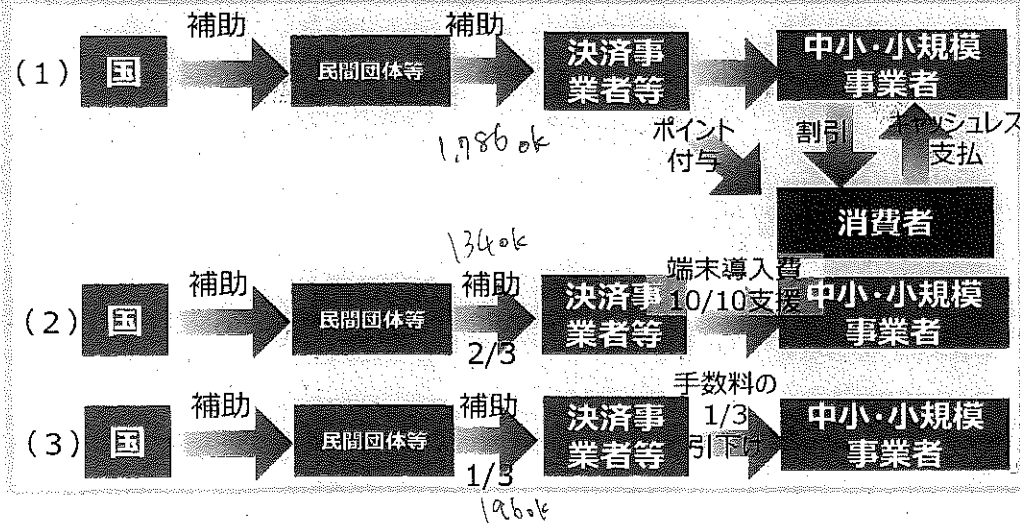 補助
補助
(1)
国
民間団体等
決済事
業者等
中小・小規模
事業者
1,786 ok
ポイント
付与
割引
キャッシュレス
支払
消費者
134 ok
補助
補助
端末導入費
10/10支援
(2)
国
民間団体等
2/3
決済事
業者等
中小・小規模
事業者
補助
補助
手数料の
1/3
引下げ
(3)
国
民間団体等
1/3
決済事
業者等
中小・小規模
事業者
196 ok